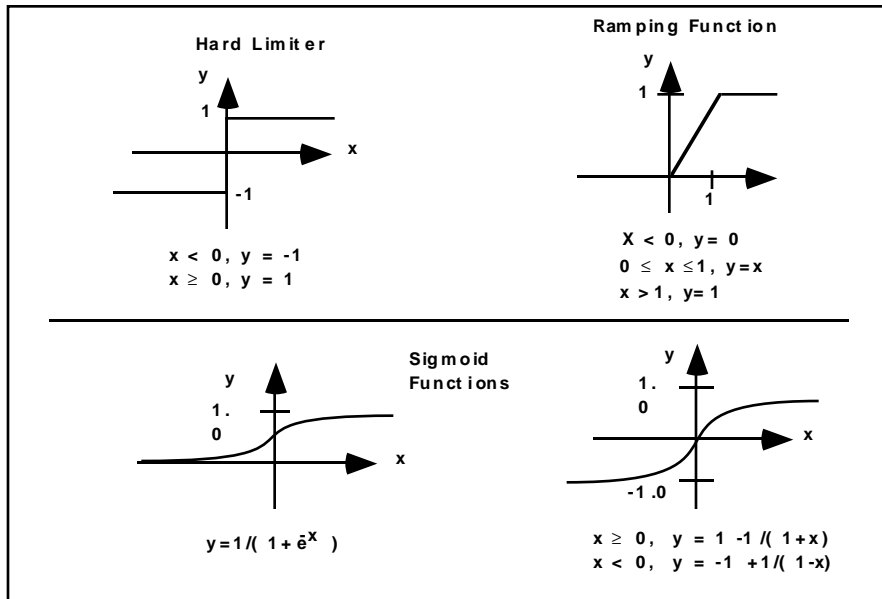 Hard Limiter
y
1
x
-1
x < 0, y = -1
x ≥ 0, y = 1
Ramping Function
y
1
x
1
X < 0, y= 0
0 ≤ x ≤1, y=x
x >1, y= 1
Sigmoid
Functions
y
1.
0
x
y=1/( 1+ e^-x )
y
1.
0
x
-1.0
x ≥ 0, y = 1 -1/( 1+x)
x < 0, y = -1 +1/( 1-x)